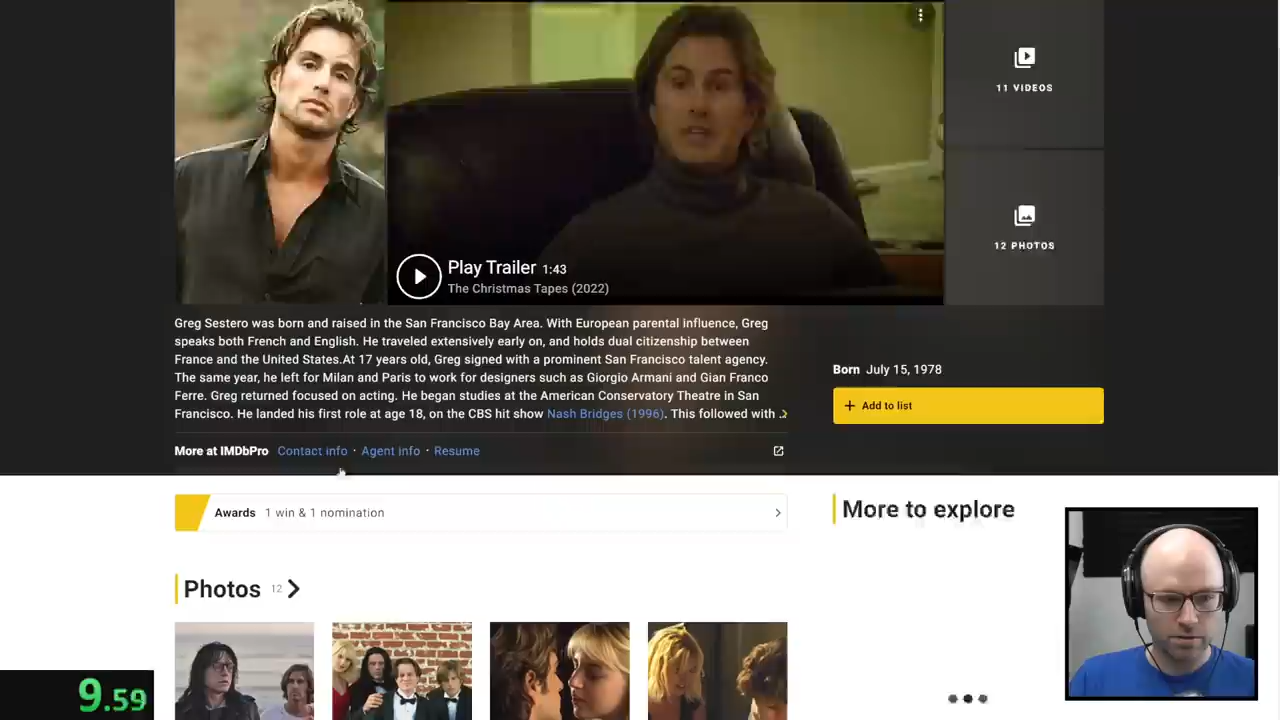 11 VIDEOS
12 PHOTOS
Play Trailer 1:43
The Christmas Tapes (2022)
Greg Sestero was born and raised in the San Francisco Bay Area. With European parental influence, Greg
speaks both French and English. He traveled extensively early on, and holds dual citizenship between
France and the United States.At 17 years old, Greg signed with a prominent San Francisco talent agency.
The same year, he left for Milan and Paris to work for designers such as Giorgio Armani and Gian Franco
Ferre. Greg returned focused on acting. He began studies at the American Conservatory Theatre in San
Francisco. He landed his first role at age 18, on the CBS hit show Nash Bridges (1996). This followed with ..
Born July 15, 1978
+ Add to list
More at IMDbPro Contact info · Agent info · Resume
Awards 1 win & 1 nomination
More to explore
Photos 12
9.59